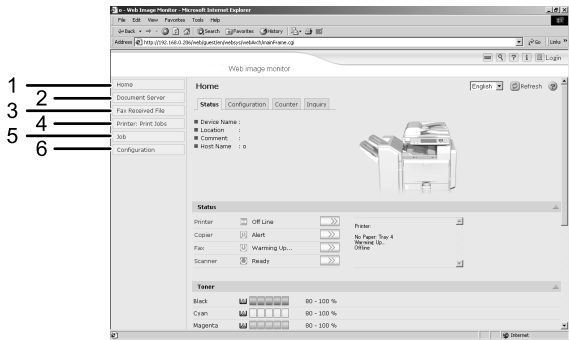 o - Web Image Monitor - Microsoft Internet Explorer
File Edit View Favorites Tools Help
Back Search Favorites History
Address http://192.168.0.206/web/guest/en/websys/webArch/mainFrame.cgi Go Links »
? i Login
Web image monitor
1 Home
2 Document Server
3 Fax Received File
4 Printer: Print Jobs
5 Job
6 Configuration
Home English Refresh ?
Status Configuration Counter Inquiry
Device Name :
Location :
Comment :
Host Name : o
Status
Printer Off Line
Copier Alert
Fax Warming Up...
Scanner Ready
Printer:
No Paper: Tray 4
Warming Up..
Offline
Toner
Black 80 - 100 %
Cyan 80 - 100 %
Magenta 80 - 100 %
Internet